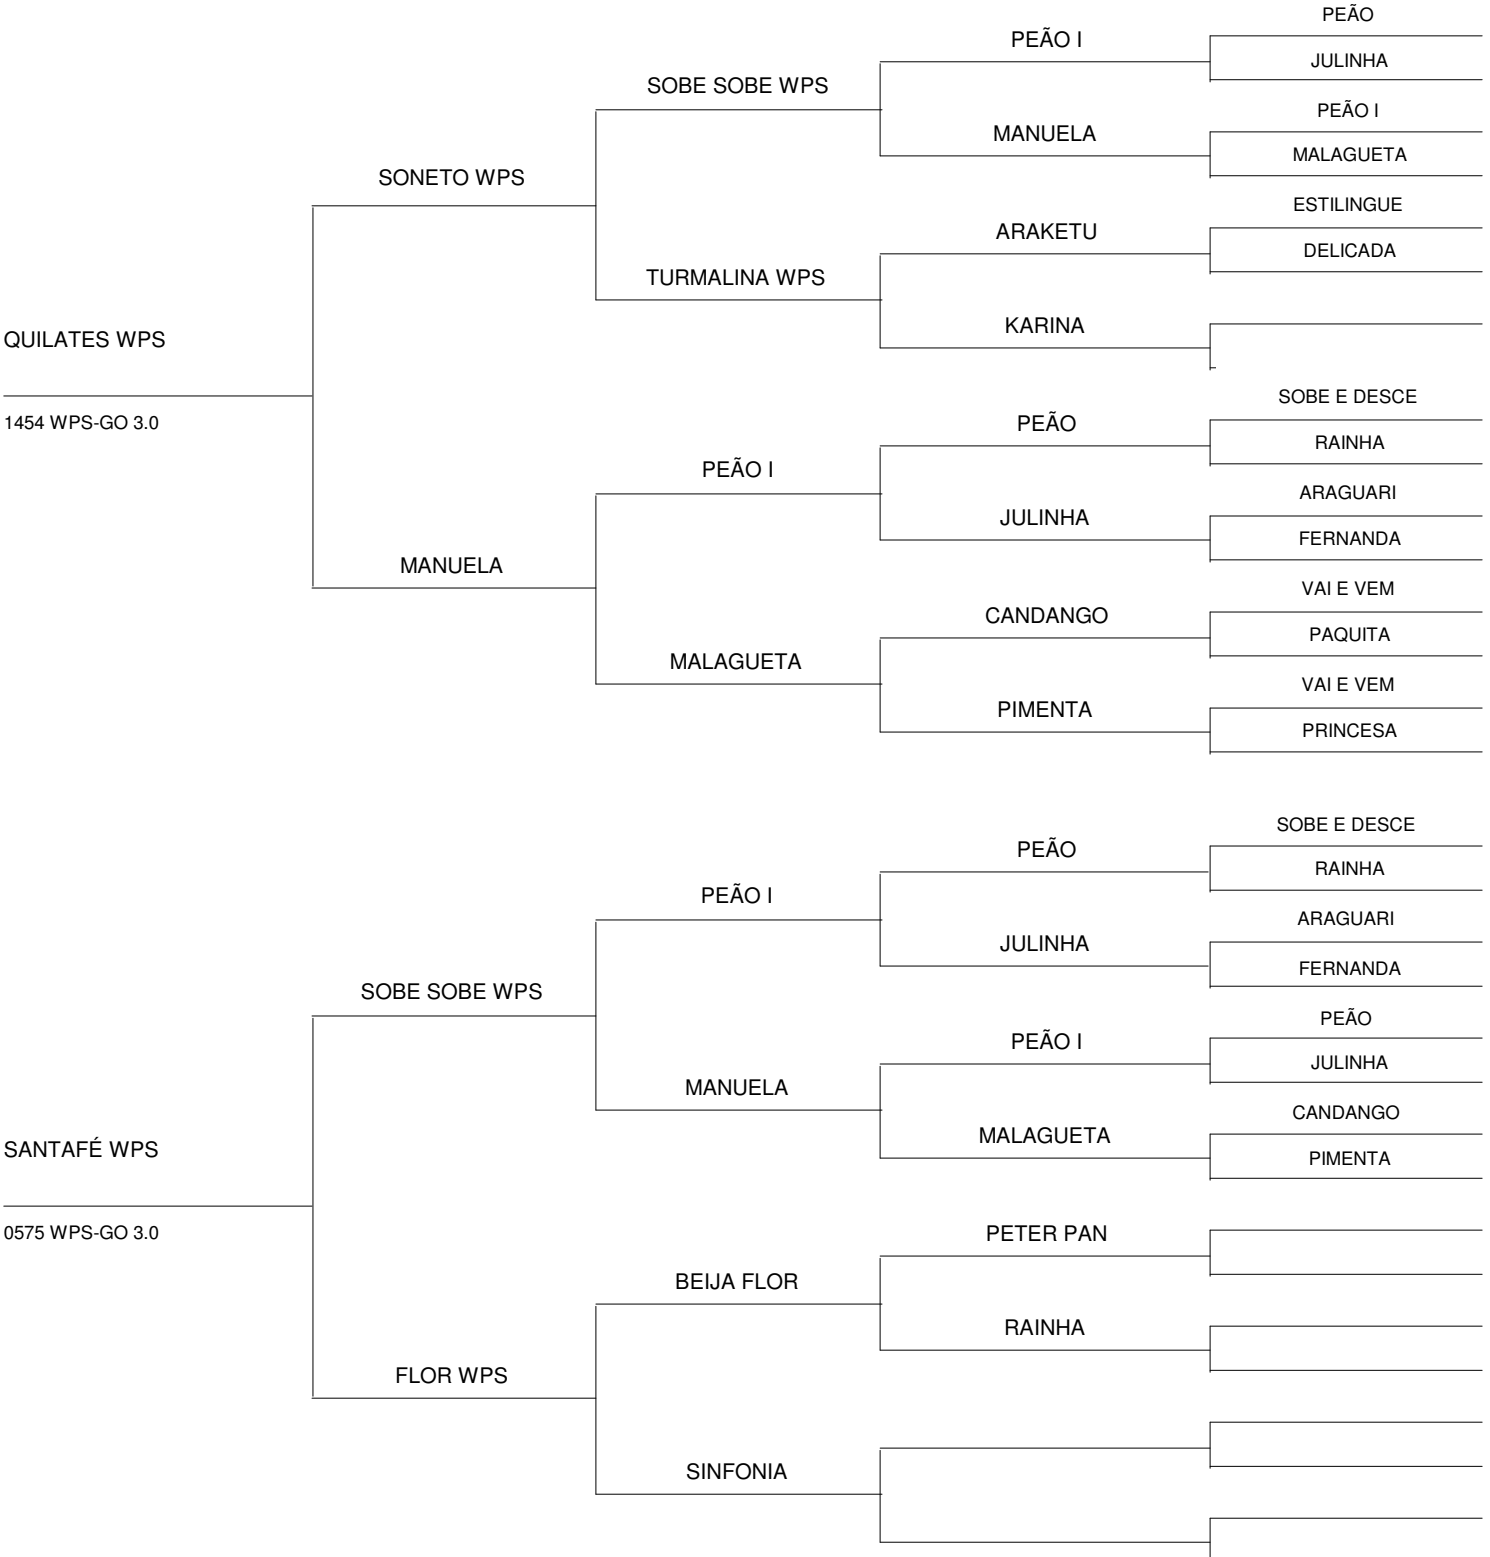 PEÃO
PEÃO I
JULINHA
SOBE SOBE WPS
PEÃO I
MANUELA
MALAGUETA
SONETO WPS
ESTILINGUE
ARAKETU
DELICADA
TURMALINA WPS
KARINA
QUILATES WPS
SOBE E DESCE
1454 WPS-GO 3.0
PEÃO
RAINHA
PEÃO I
ARAGUARI
JULINHA
FERNANDA
MANUELA
VAI E VEM
CANDANGO
PAQUITA
MALAGUETA
VAI E VEM
PIMENTA
PRINCESA
SOBE E DESCE
PEÃO
RAINHA
PEÃO I
ARAGUARI
JULINHA
FERNANDA
SOBE SOBE WPS
PEÃO
PEÃO I
JULINHA
MANUELA
CANDANGO
MALAGUETA
PIMENTA
SANTAFÉ WPS
0575 WPS-GO 3.0
PETER PAN
BEIJA FLOR
RAINHA
FLOR WPS
SINFONIA